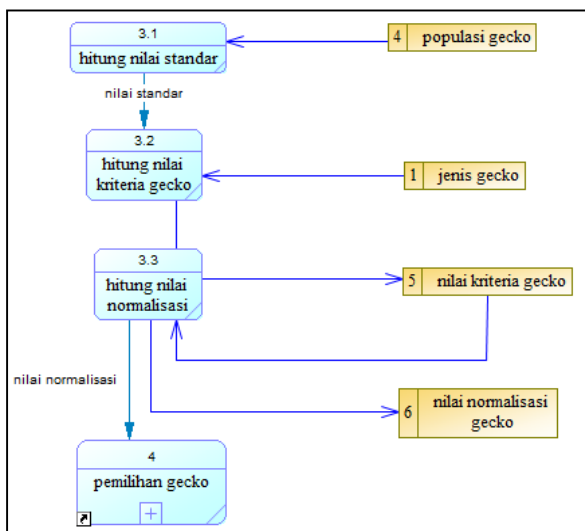 3.1
hitung nilai standar
4 populasi gecko
nilai standar
3.2
hitung nilai
kriteria gecko
1 jenis gecko
3.3
hitung nilai
normalisasi
5 nilai kriteria gecko
nilai normalisasi
6 nilai normalisasi
gecko
4
pemilihan gecko